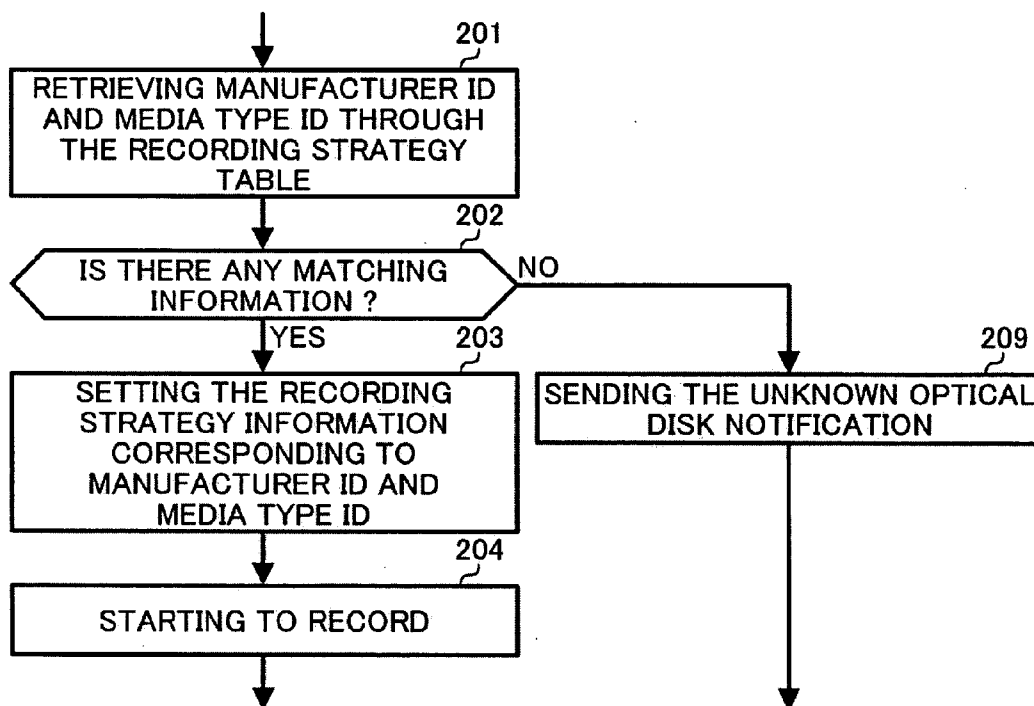 201
RETRIEVING MANUFACTURER ID
AND MEDIA TYPE ID THROUGH
THE RECORDING STRATEGY
TABLE
202
IS THERE ANY MATCHING
INFORMATION ?
NO
YES
203
SETTING THE RECORDING
STRATEGY INFORMATION
CORRESPONDING TO
MANUFACTURER ID AND
MEDIA TYPE ID
209
SENDING THE UNKNOWN OPTICAL
DISK NOTIFICATION
204
STARTING TO RECORD